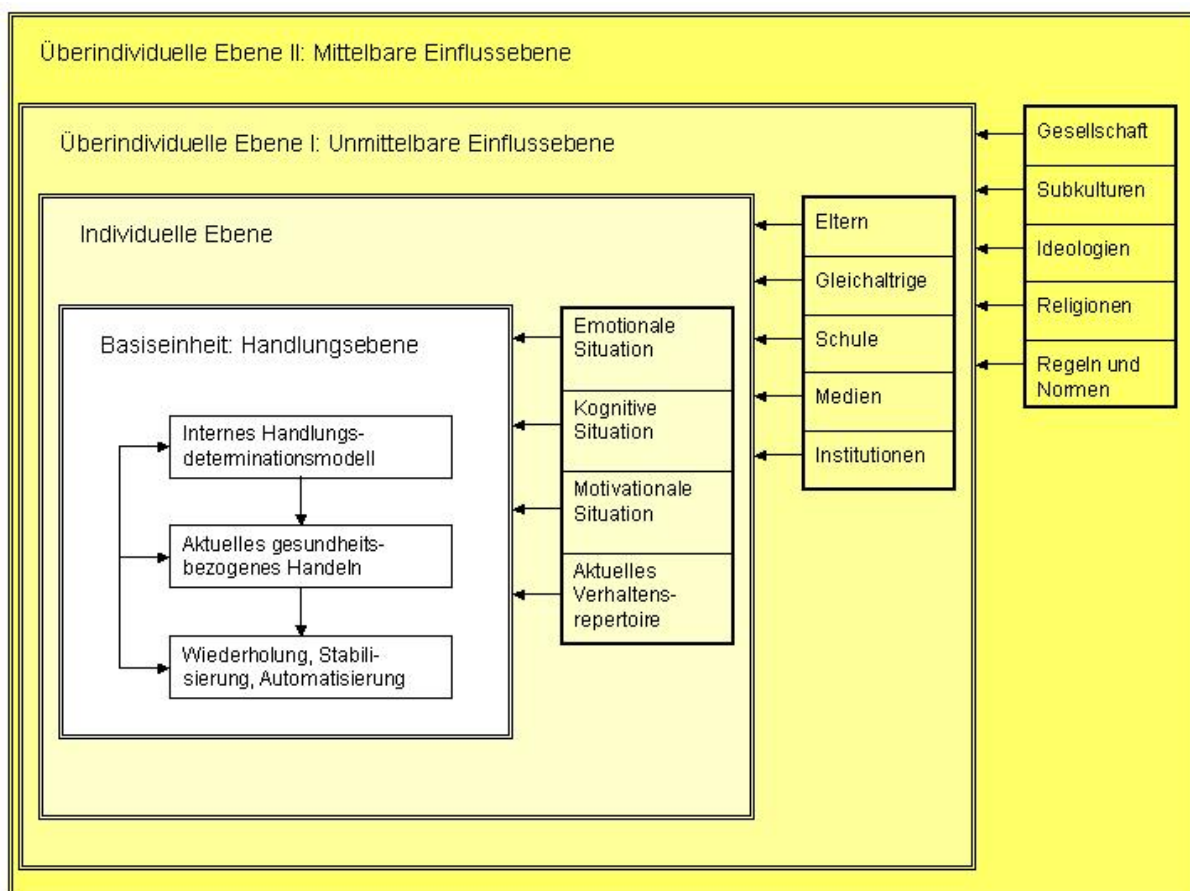 Überindividuelle Ebene II: Mittelbare Einflussebene
Überindividuelle Ebene I: Unmittelbare Einflussebene
Individuelle Ebene
Basiseinheit: Handlungsebene
Internes Handlungs-
determinationsmodell
Aktuelles gesundheits-
bezogenes Handeln
Wiederholung, Stabili-
sierung, Automatisierung
Emotionale
Situation
Kognitive
Situation
Motivationale
Situation
Aktuelles
Verhaltens-
repertoire
Eltern
Gleichaltrige
Schule
Medien
Institutionen
Gesellschaft
Subkulturen
Ideologien
Religionen
Regeln und
Normen